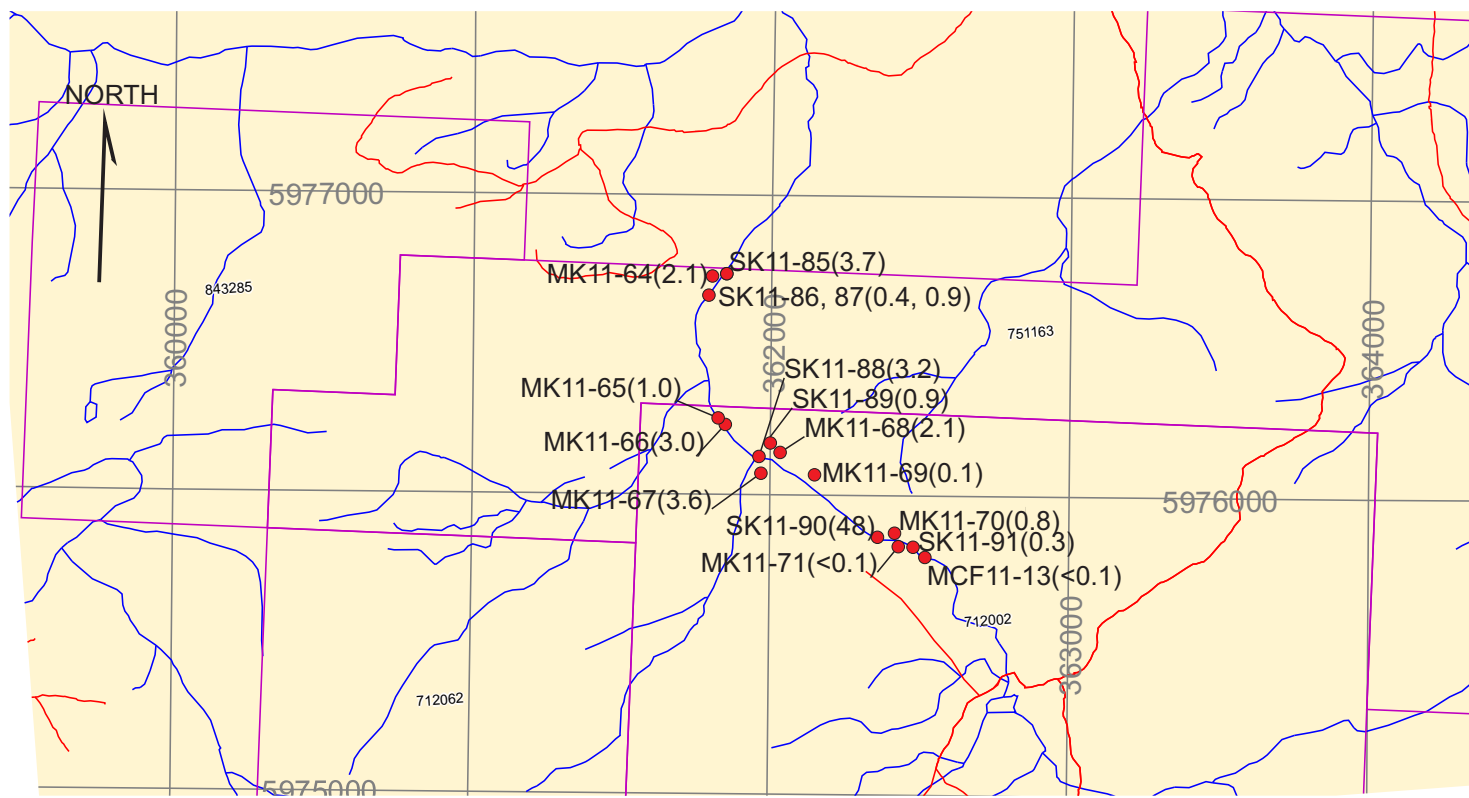 NORTH
5977000
SK11-85(3.7)
MK11-64(2.1)
843285
SK11-86, 87(0.4, 0.9)
360000
362000
364000
751163
SK11-88(3.2)
MK11-65(1.0)
SK11-89(0.9)
MK11-68(2.1)
MK11-66(3.0)
MK11-69(0.1)
MK11-67(3.6)
5976000
MK11-70(0.8)
SK11-90(48)
SK11-91(0.3)
MK11-71(<0.1)
MCF11-13(<0.1)
712002
363000
712062
5975000